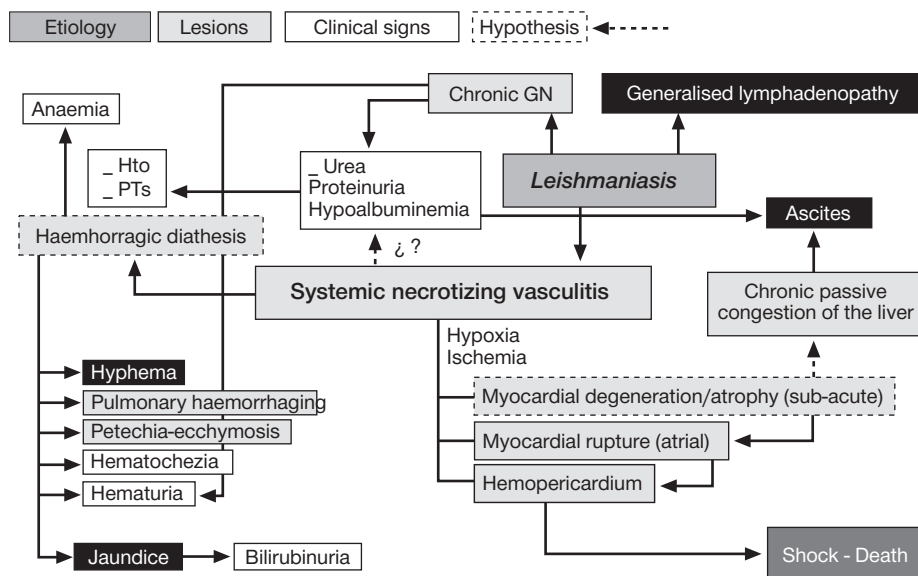 Etiology
Lesions
Clinical signs
Hypothesis
Chronic GN
Generalised lymphadenopathy
Anaemia
_ Hto
_ PTs
_ Urea
Proteinuria
Hypoalbuminemia
Leishmaniasis
Ascites
Haemhorragic diathesis
¿ ?
Systemic necrotizing vasculitis
Chronic passive
congestion of the liver
Hypoxia
Ischemia
Hyphema
Pulmonary haemorrhaging
Petechia-ecchymosis
Hematochezia
Hematuria
Myocardial degeneration/atrophy (sub-acute)
Myocardial rupture (atrial)
Hemopericardium
Jaundice
Bilirubinuria
Shock - Death